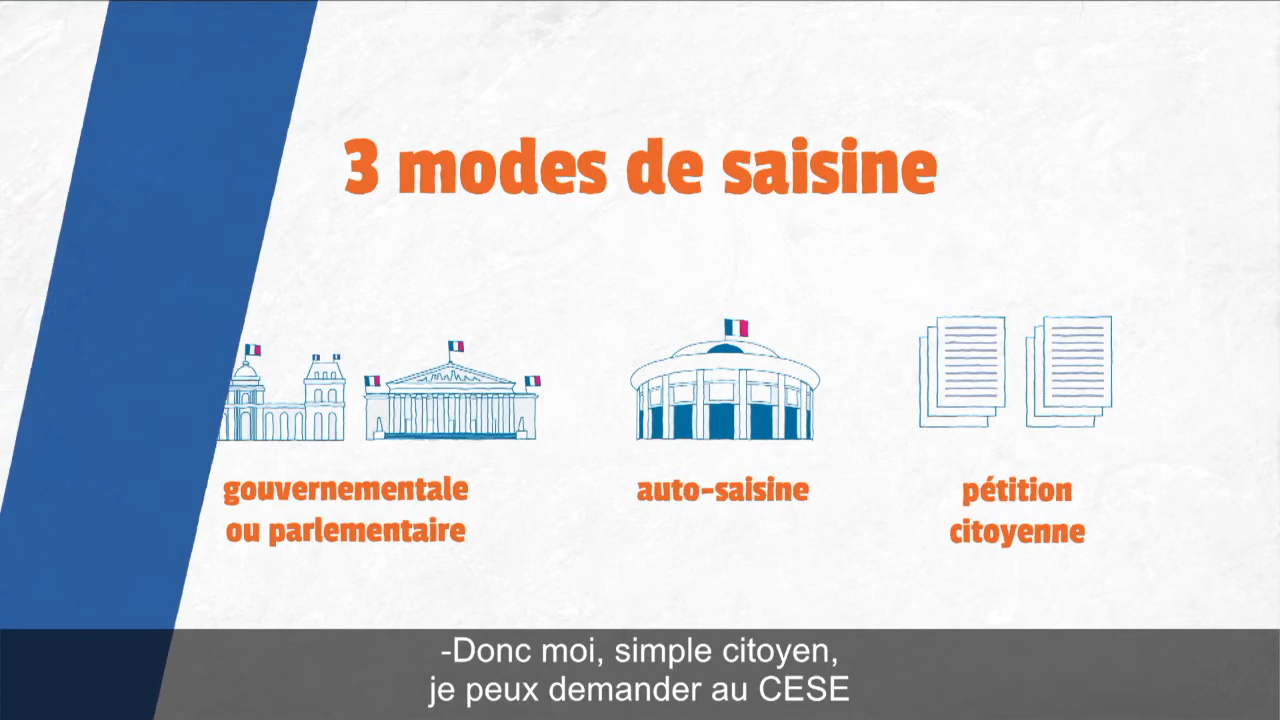 3 modes de saisine
gouvernementale
ou parlementaire
auto-saisine
pétition
citoyenne
-Donc moi, simple citoyen,
je peux demander au CESE